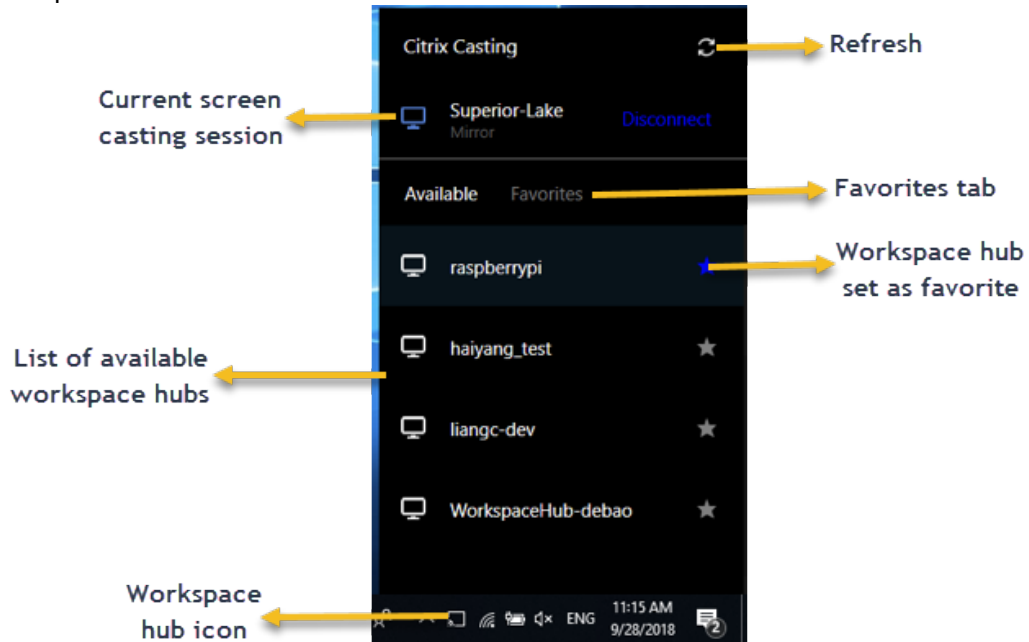 Citrix Casting
Refresh
Current screen
casting session
Superior-Lake
Mirror
Disconnect
Available Favorites
Favorites tab
raspberrypi
Workspace hub
set as favorite
haiyang_test
List of available
workspace hubs
liangc-dev
WorkspaceHub-debao
Workspace
hub icon
ENG
11:15 AM
9/28/2018
2